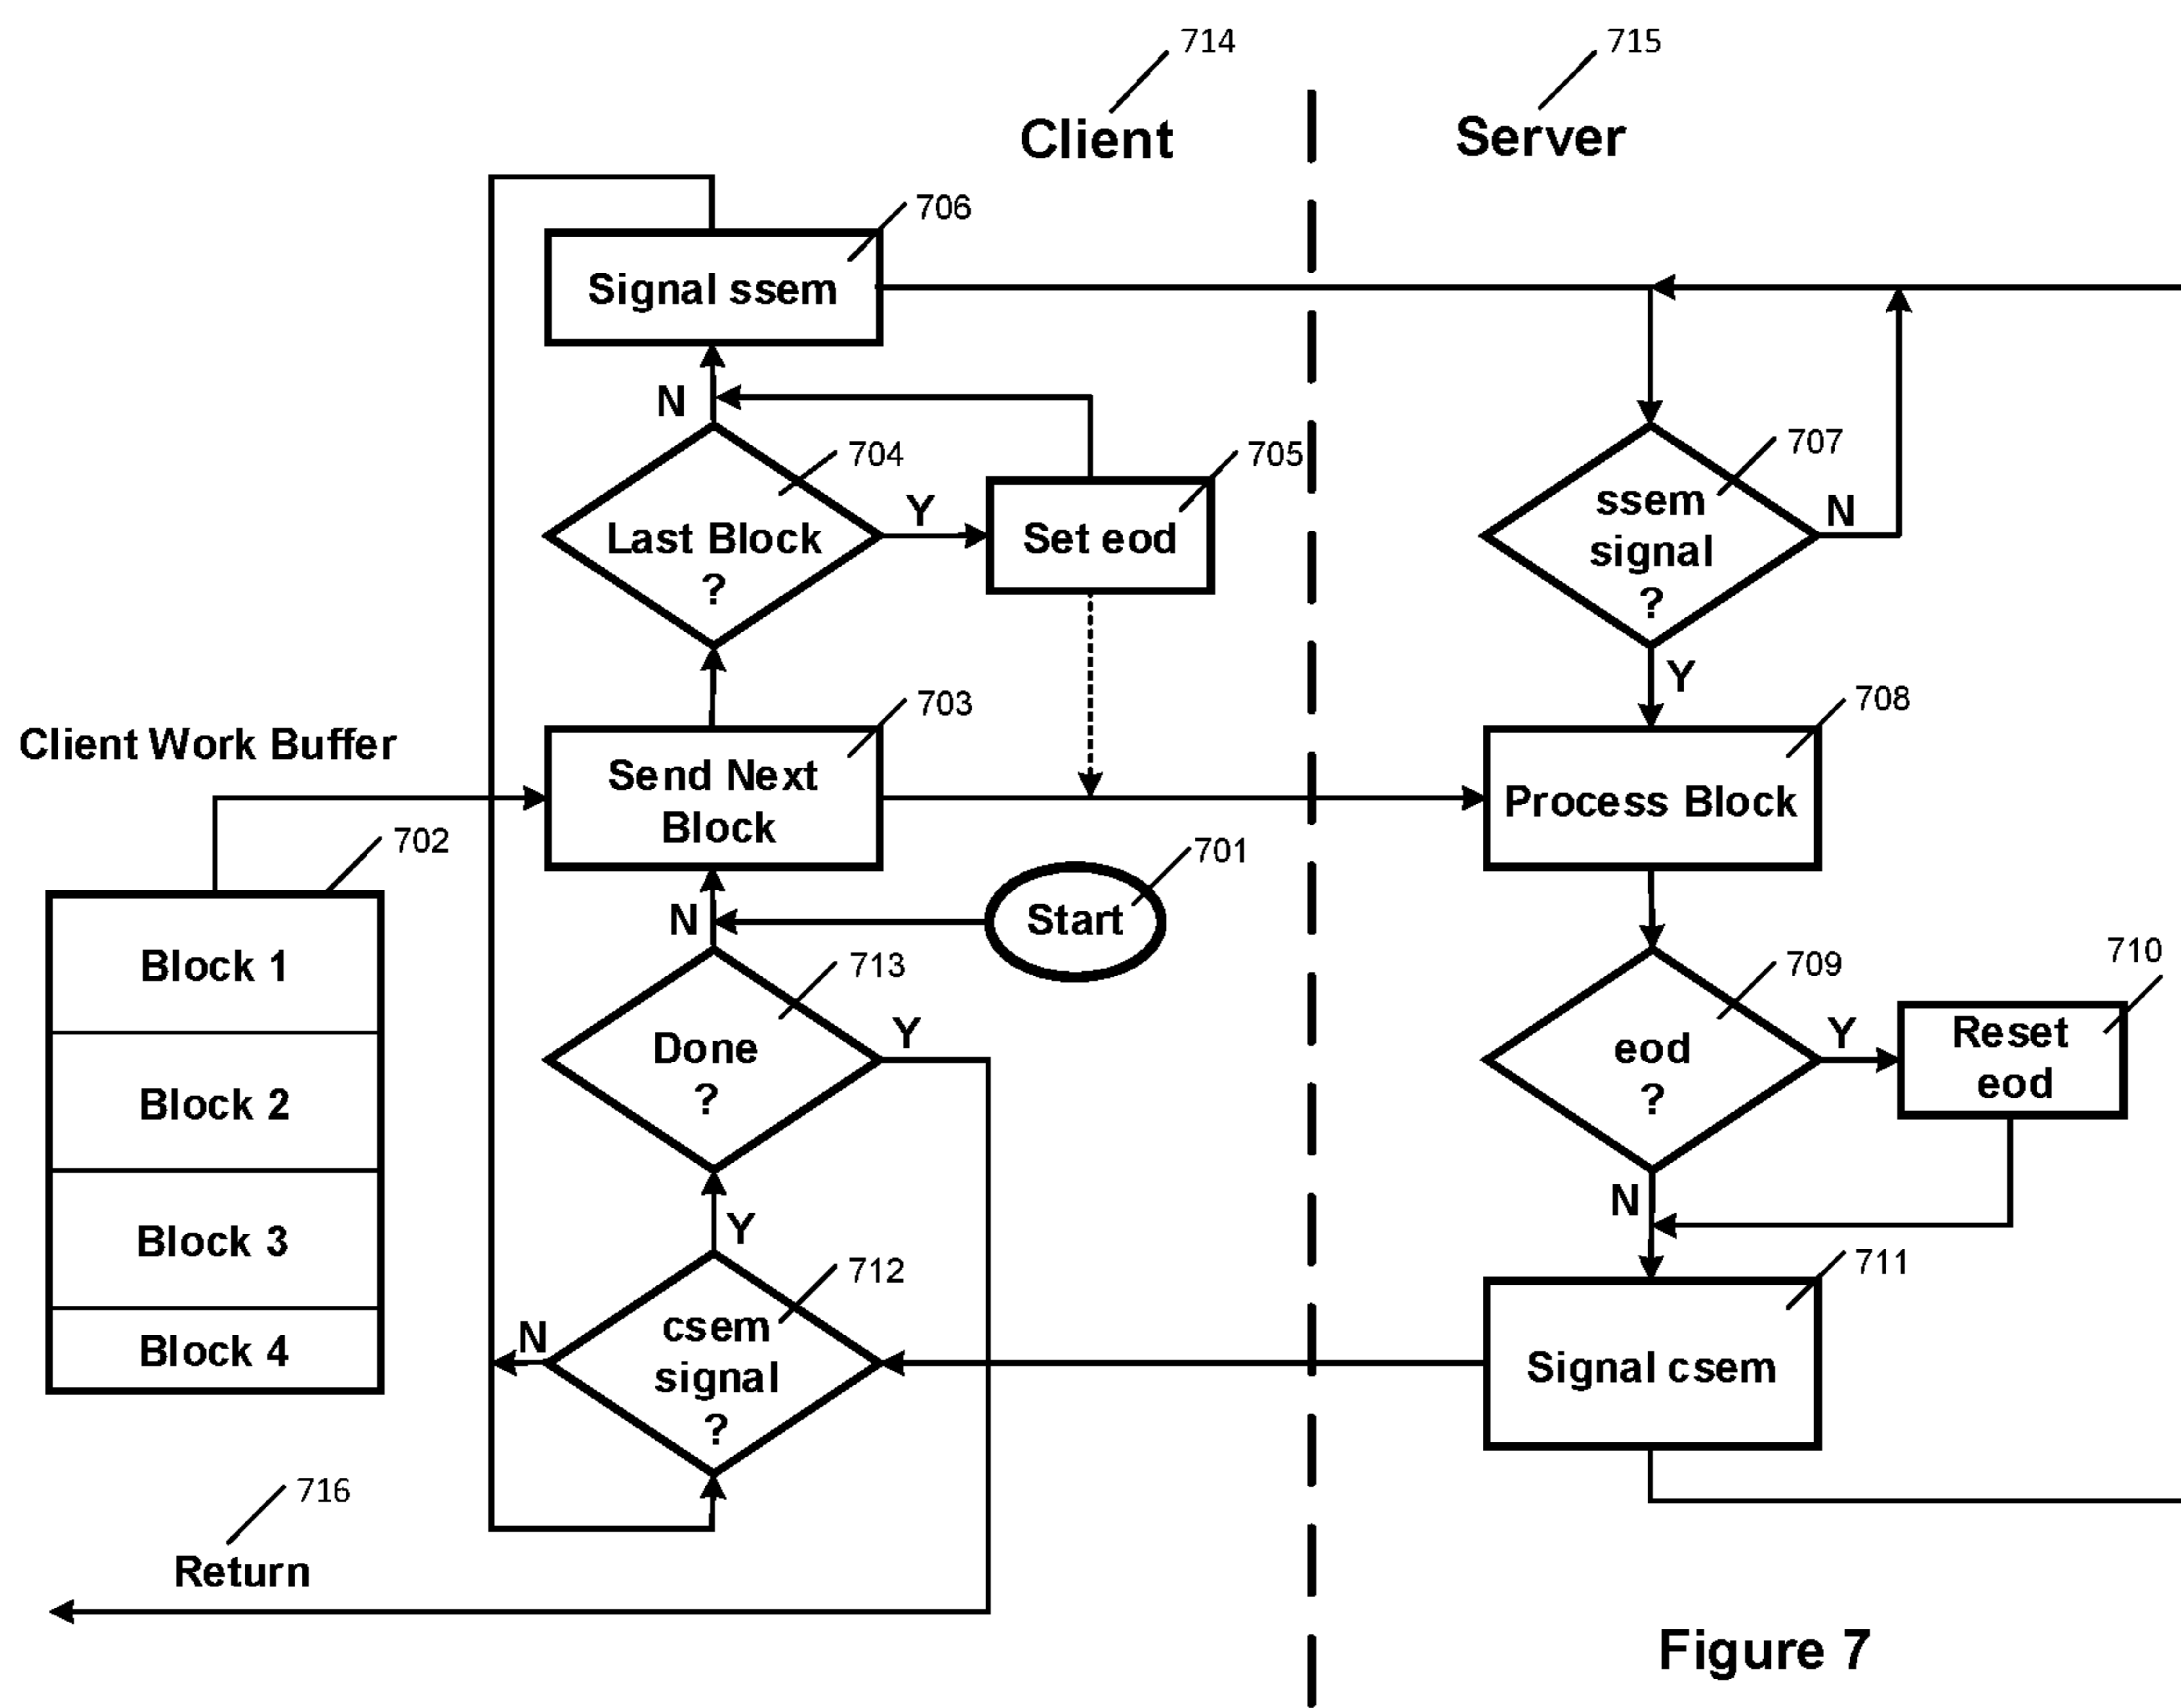 714
715
Client
Server
706
Signal ssem
N
704
705
707
Last Block
?
Y
Set eod
ssem
signal
?
N
Y
703
708
Client Work Buffer
Send Next
Block
Process Block
702
701
Start
N
Block 1
Block 2
Block 3
Block 4
713
Done
?
Y
709
710
eod
?
Y
Reset
eod
N
Y
712
csem
signal
?
N
711
Signal csem
716
Return
Figure 7